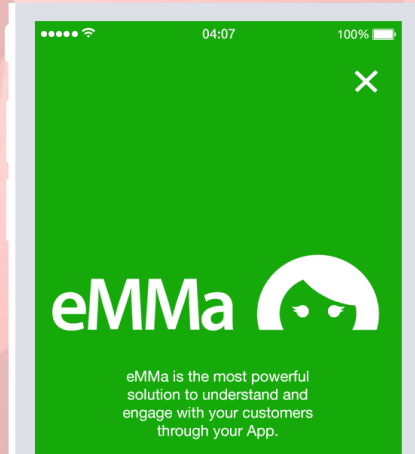 04:07
100%
eMMa
eMMa is the most powerful
solution to understand and
engage with your customers
through your App.